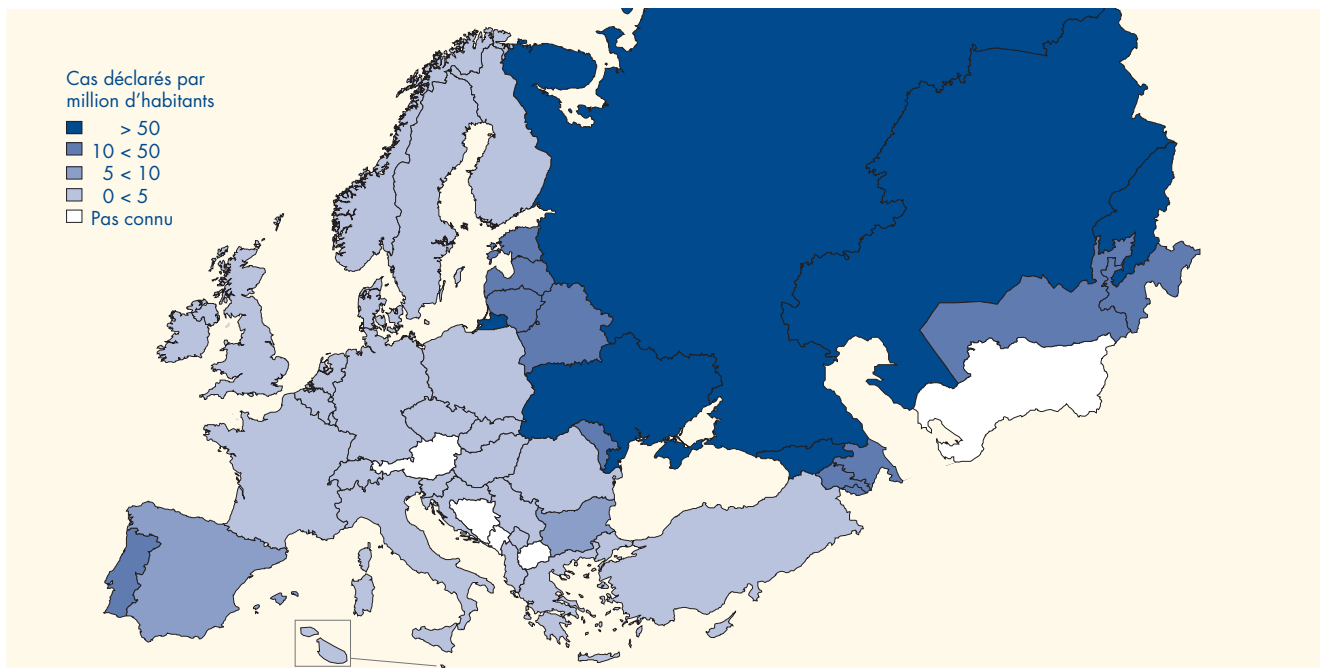 Cas déclarés par
million d’habitants
> 50
10 < 50
5 < 10
0 < 5
Pas connu